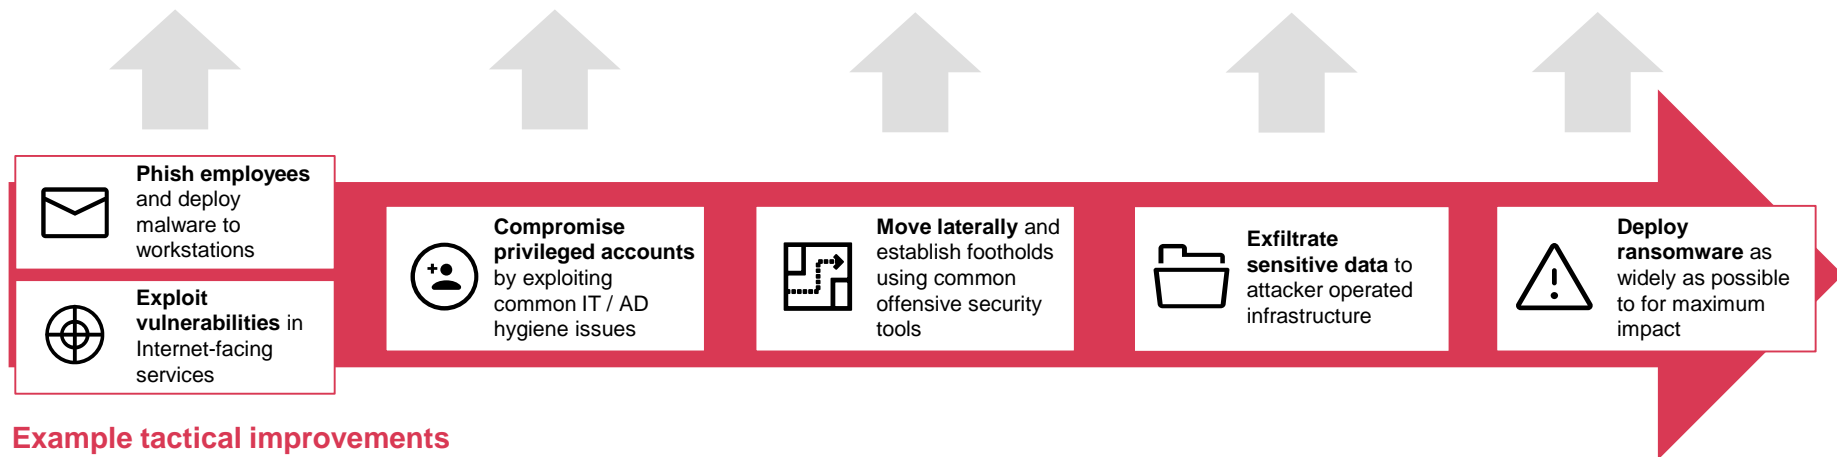 Phish employees
and deploy
malware to
workstations
Exploit
vulnerabilities in
Internet-facing
services
Compromise
privileged accounts
by exploiting
common IT / AD
hygiene issues
Move laterally and
establish footholds
using common
offensive security
tools
Exfiltrate
sensitive data to
attacker operated
infrastructure
Deploy
ransomware as
widely as possible
to for maximum
impact
Example tactical improvements